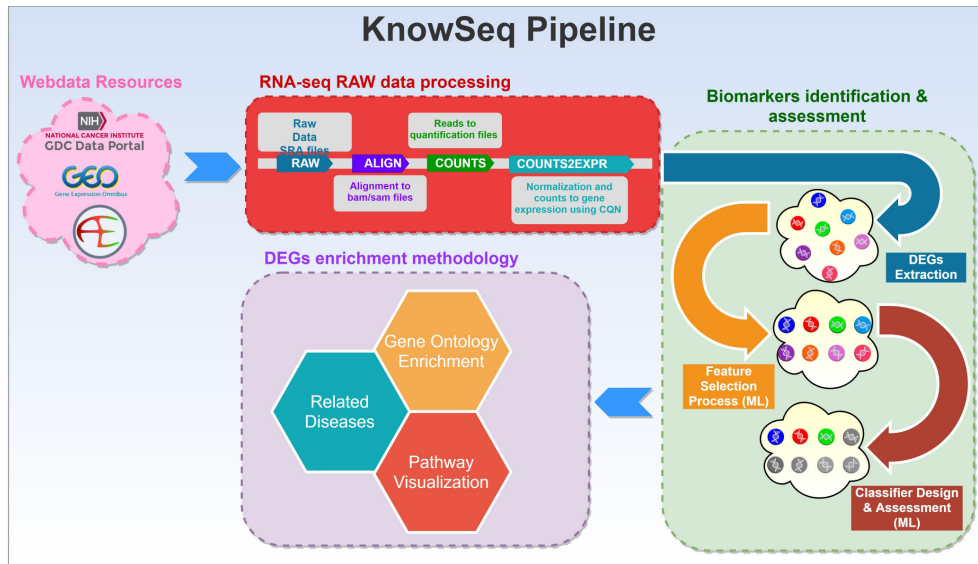 KnowSeq Pipeline
Webdata Resources
NIH
NATIONAL CANCER INSTITUTE
GDC Data Portal
GEO
Gene Expression Omnibus
AE
RNA-seq RAW data processing
Raw
Data
SRA files
Reads to
quantification files
RAW
ALIGN
COUNTS
COUNTS2EXPR
Alignment to
bam/sam files
Normalization and
counts to gene
expression using CQN
Biomarkers identification &
assessment
DEGs
Extraction
Feature
Selection
Process (ML)
Classifier Design
& Assessment
(ML)
DEGs enrichment methodology
Gene Ontology
Enrichment
Related
Diseases
Pathway
Visualization